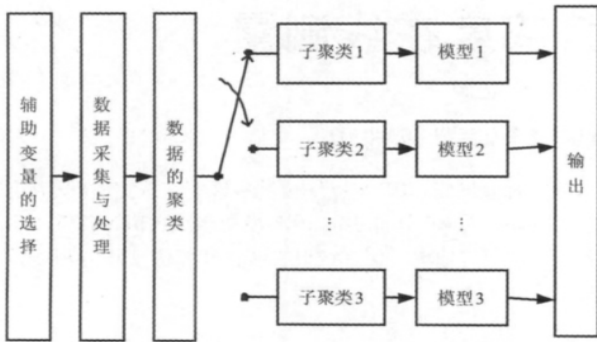 辅助变量的选择
数据采集与处理
数据的聚类
子聚类1
模型1
子聚类2
模型2
⋮
⋮
子聚类3
模型3
输出